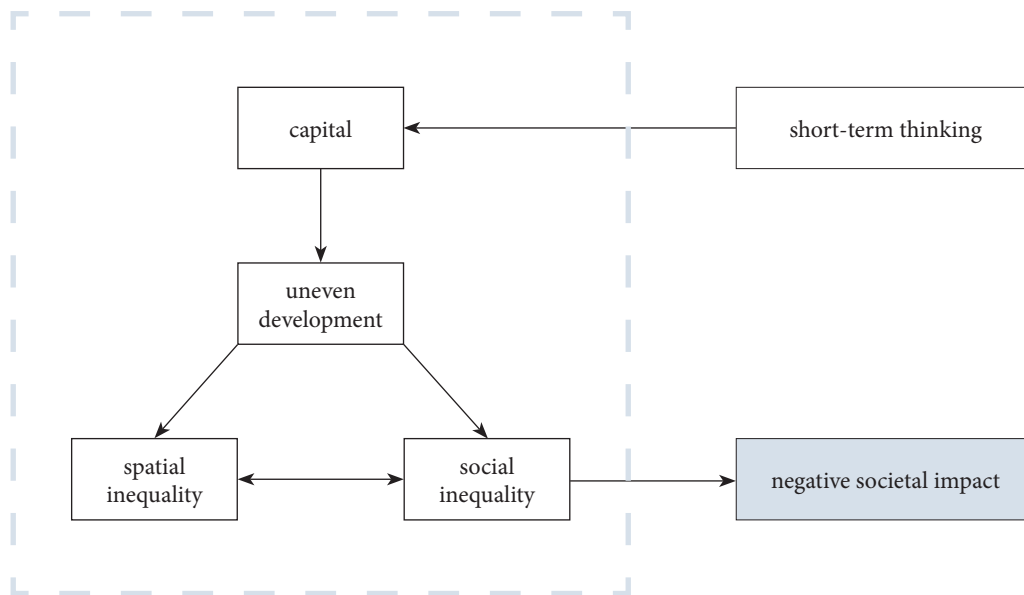 capital
short-term thinking
uneven
development
spatial
inequality
social
inequality
negative societal impact